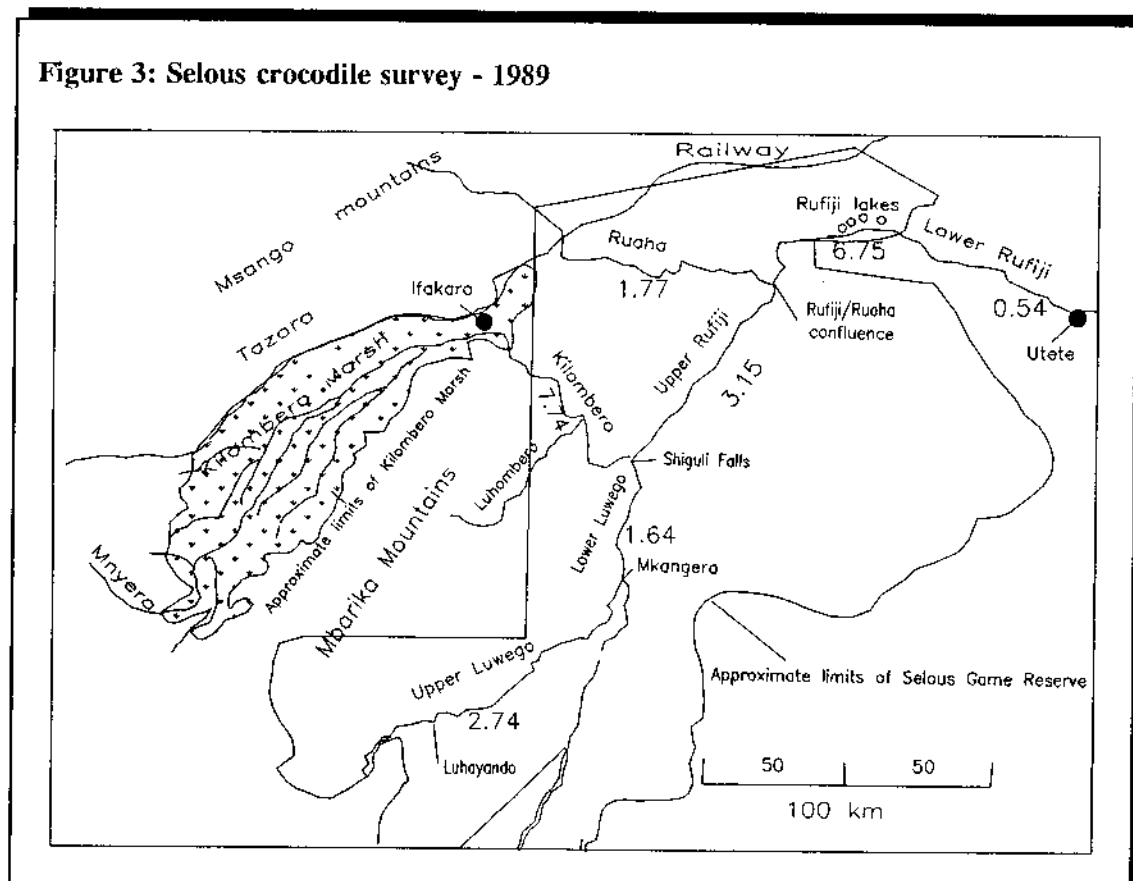 Figure 3: Selous crocodile survey - 1989
Railway
Msango mountains
Rufiji lakes
Ruaha
Lower Rufiji
6.75
1.77
Ifakara
0.54
Rufiji/Ruaha
confluence
Utete
Tazara
Kilombero Marsh
Upper Rufiji
3.15
Kilombero
7.74
Luhombero
Shiguli Falls
Approximate limits of Kilombero Marsh
Mbarika Mountains
Lower Luwego
1.64
Mkangera
Mnyera
Upper Luwego
2.74
Luhayando
Approximate limits of Selous Game Reserve
50 50
100 km